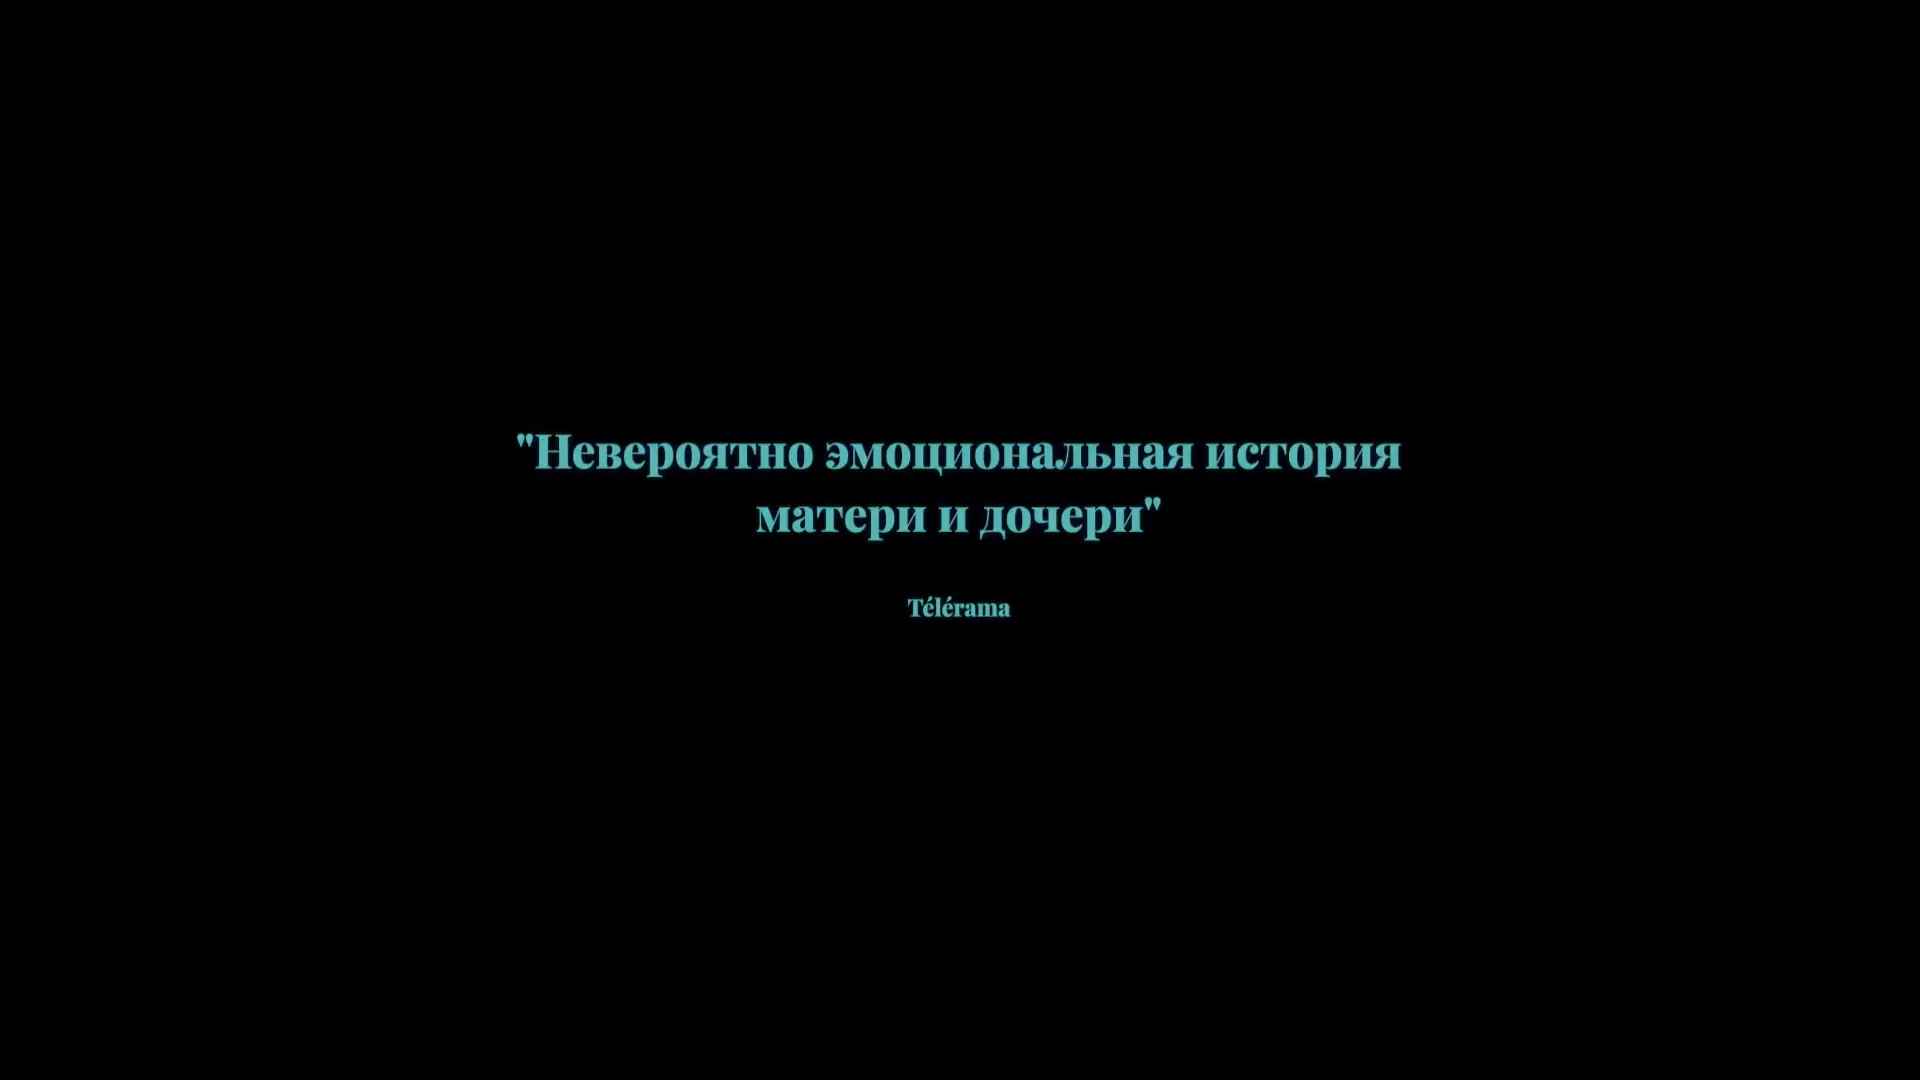 "Невероятно эмоциональная история
матери и дочери"
Télérama